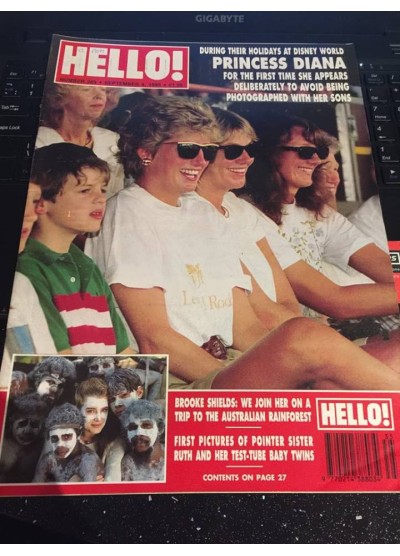 GIGABYTE
HELLO!
DURING THEIR HOLIDAYS AT DISNEY WORLD
PRINCESS DIANA
FOR THE FIRST TIME SHE APPEARS
DELIBERATELY TO AVOID BEING
PHOTOGRAPHED WITH HER SONS
BROOKE SHIELDS: WE JOIN HER ON A
TRIP TO THE AUSTRALIAN RAINFOREST
HELLO!
FIRST PICTURES OF POINTER SISTER
RUTH AND HER TEST-TUBE BABY TWINS
CONTENTS ON PAGE 27